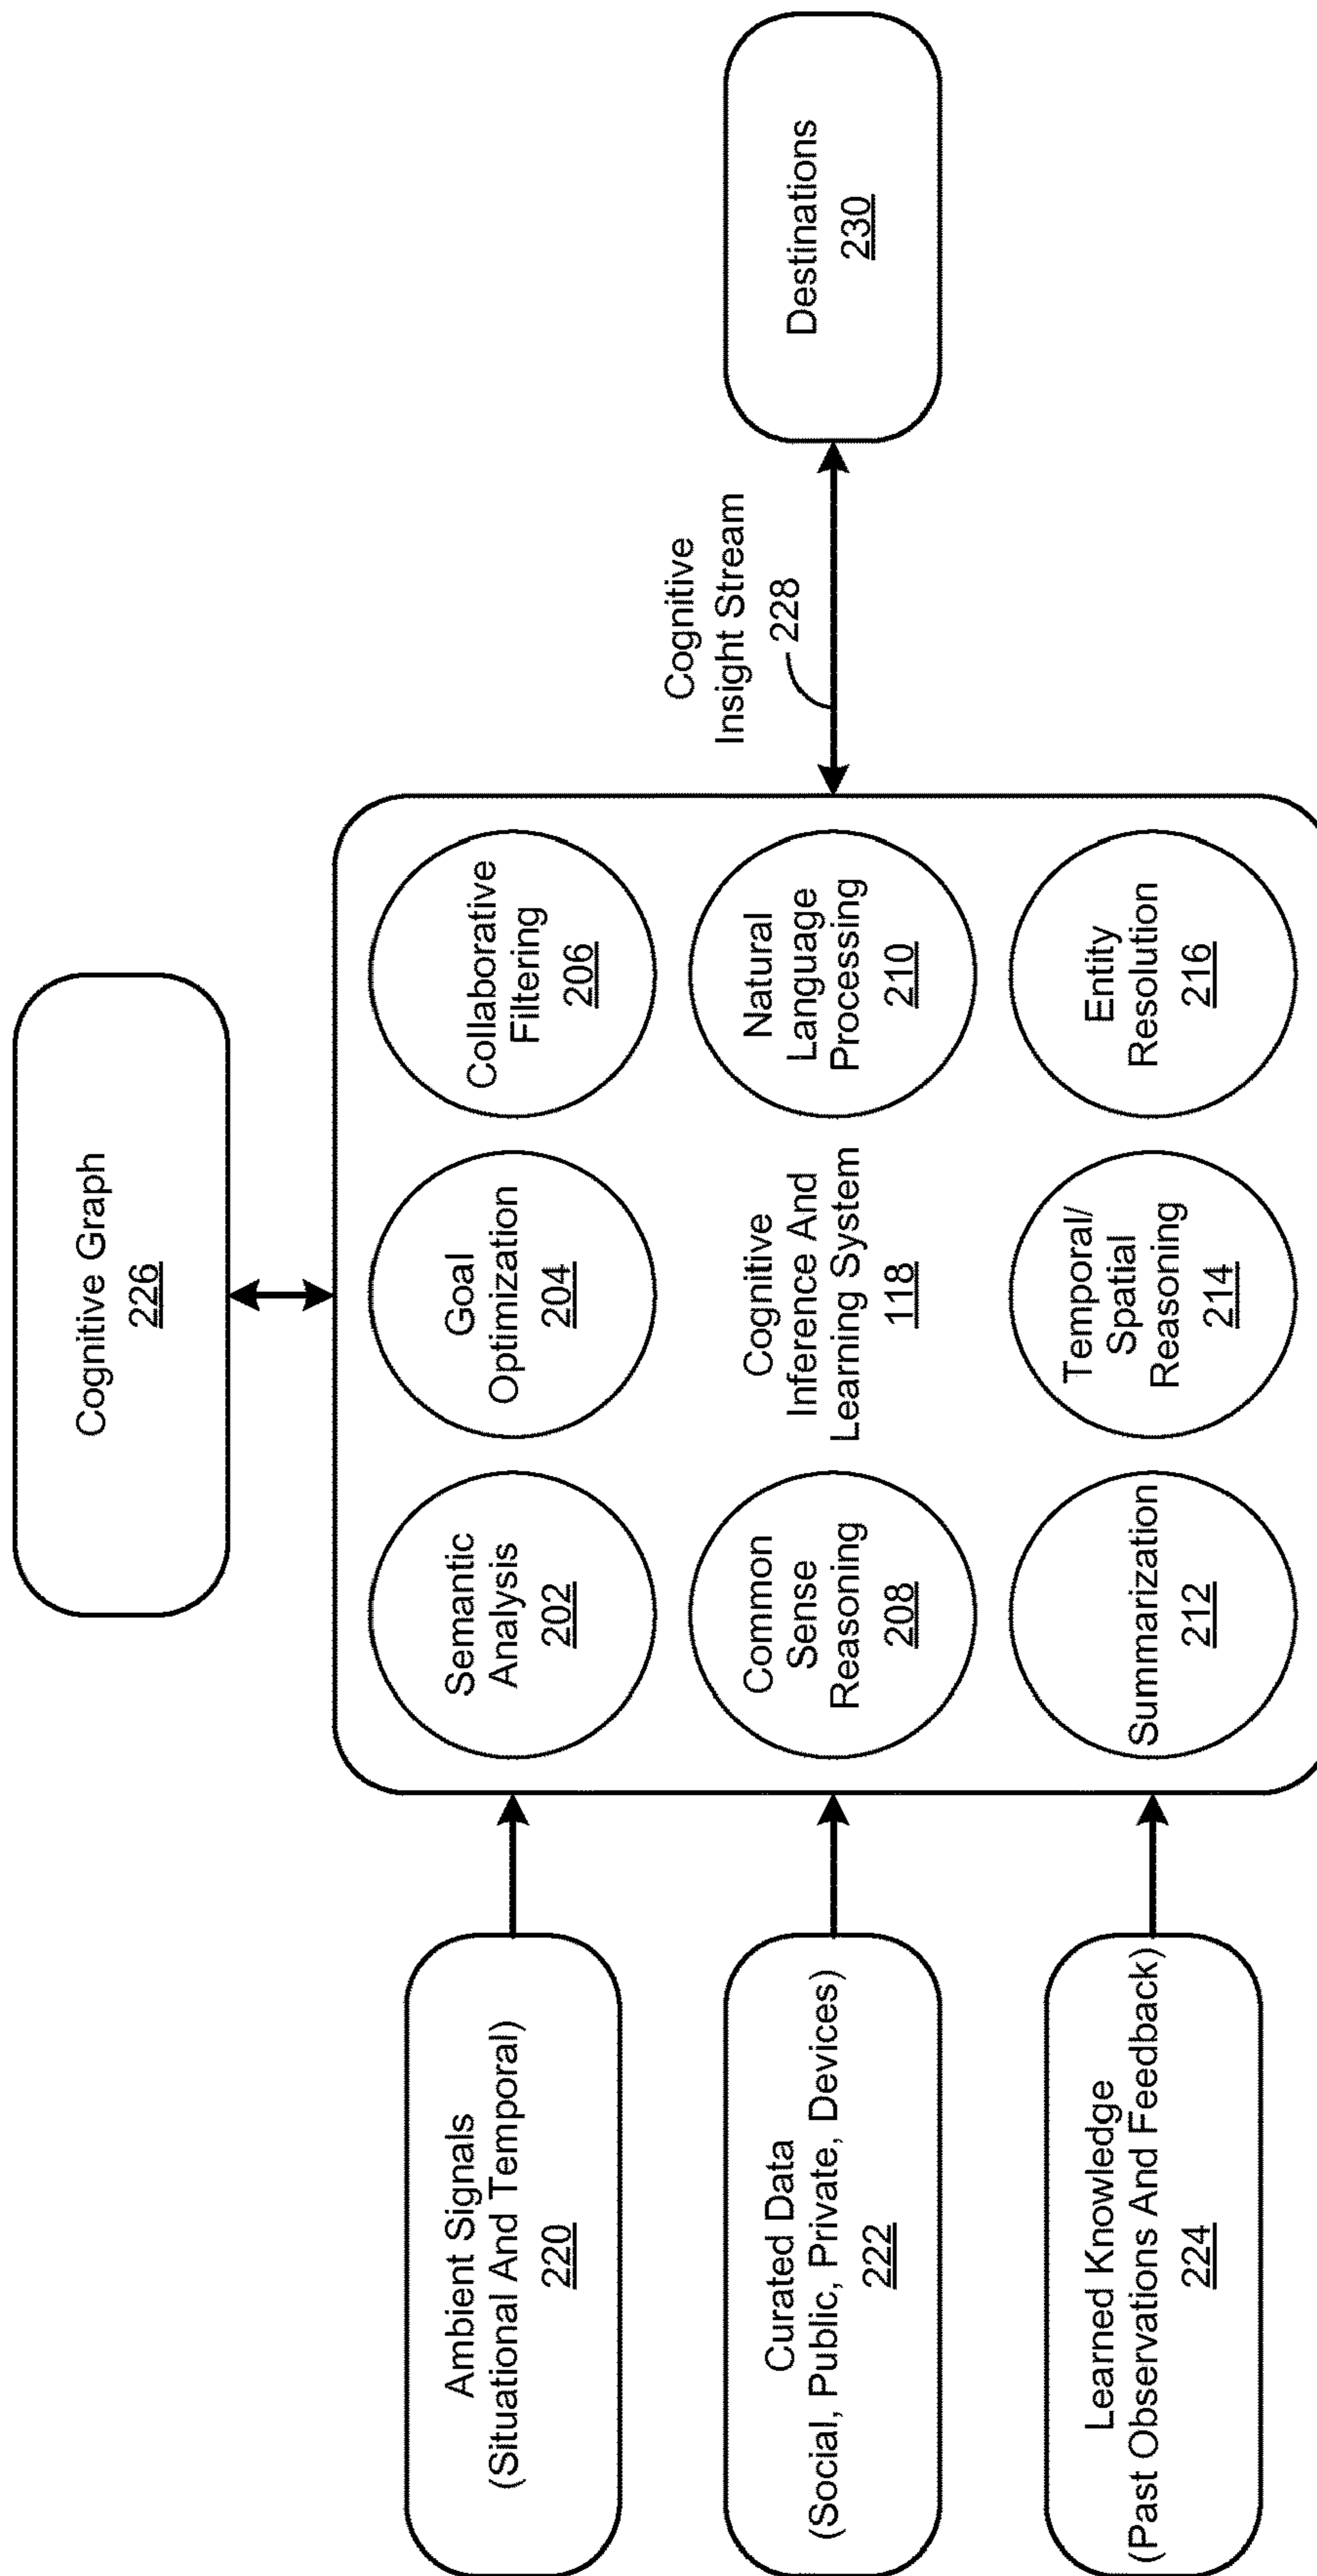 Cognitive Graph
226
Ambient Signals
(Situational And Temporal)
220
Curated Data
(Social, Public, Private, Devices)
222
Learned Knowledge
(Past Observations And Feedback)
224
Semantic
Analysis
202
Goal
Optimization
204
Collaborative
Filtering
206
Common
Sense
Reasoning
208
Cognitive
Inference And
Learning System
118
Natural
Language
Processing
210
Summarization
212
Temporal/
Spatial
Reasoning
214
Entity
Resolution
216
Cognitive
Insight Stream
228
Destinations
230